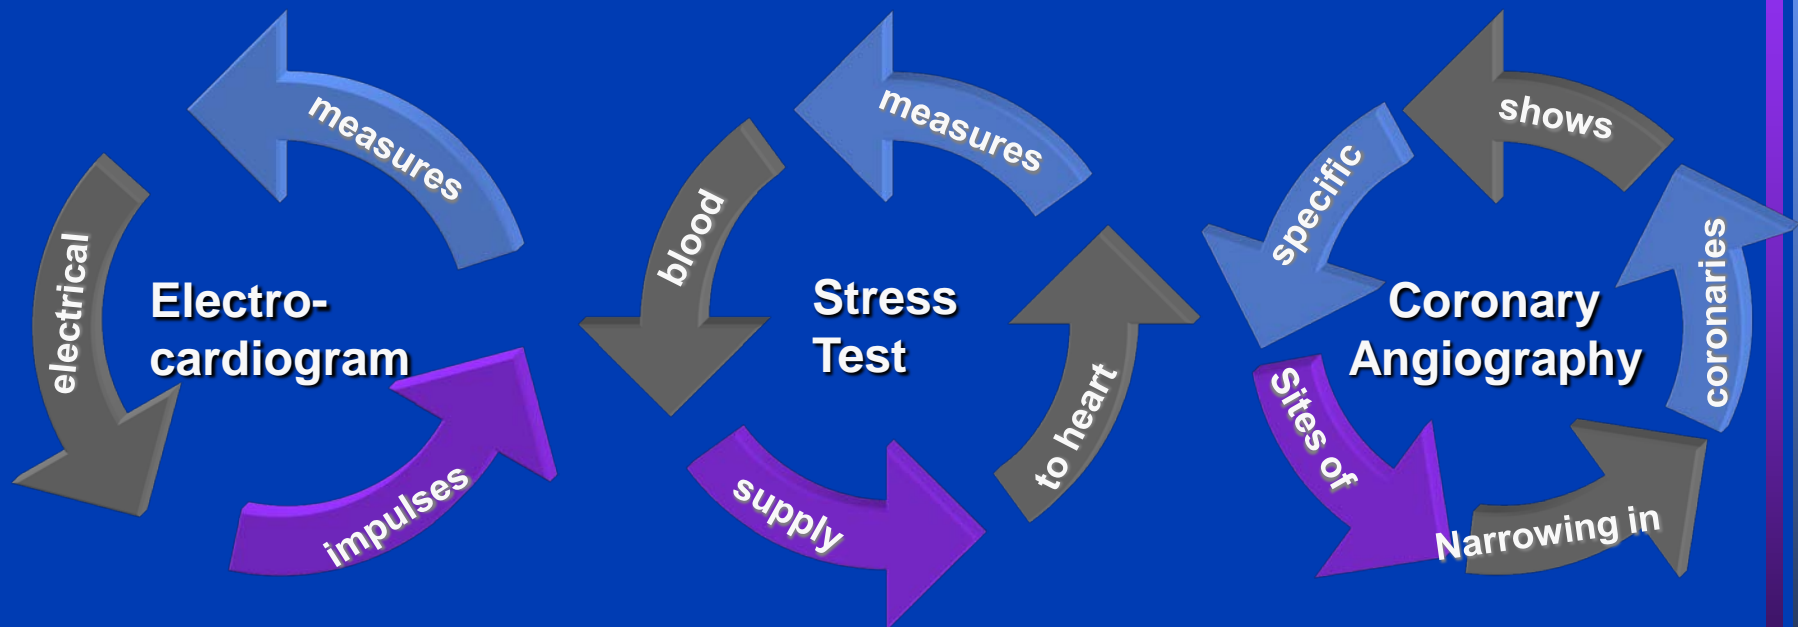 measures
electrical
impulses
Electro-
cardiogram
measures
blood
supply
to heart
Stress
Test
shows
specific
Sites of
Narrowing in
coronaries
Coronary
Angiography